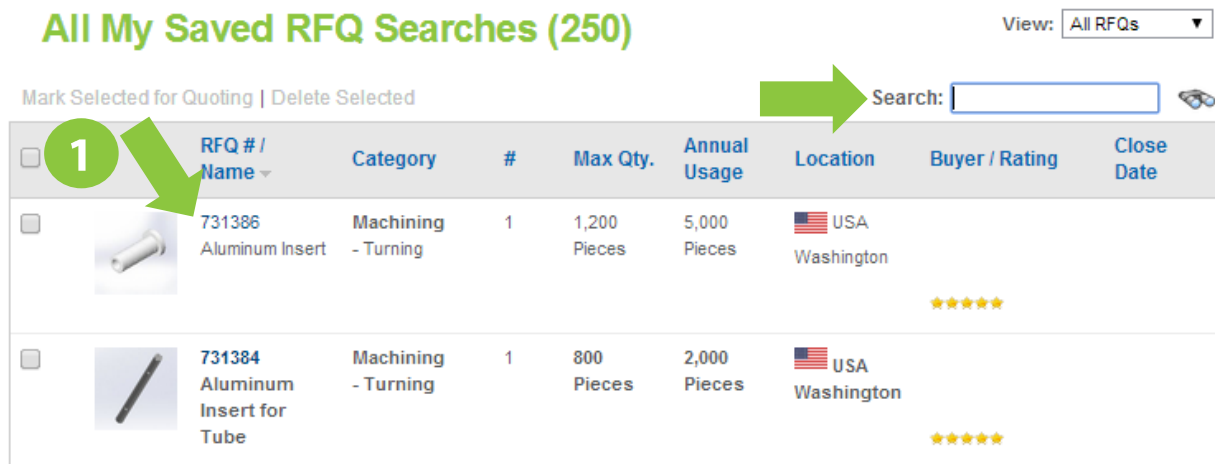 All My Saved RFQ Searches (250)
View: All RFQs
Mark Selected for Quoting | Delete Selected
Search:
1
RFQ # /
Name
Category
#
Max Qty.
Annual
Usage
Location
Buyer / Rating
Close
Date
731386
Aluminum Insert
Machining
- Turning
1
1,200
Pieces
5,000
Pieces
USA
Washington
731384
Aluminum
Insert for
Tube
Machining
- Turning
1
800
Pieces
2,000
Pieces
USA
Washington